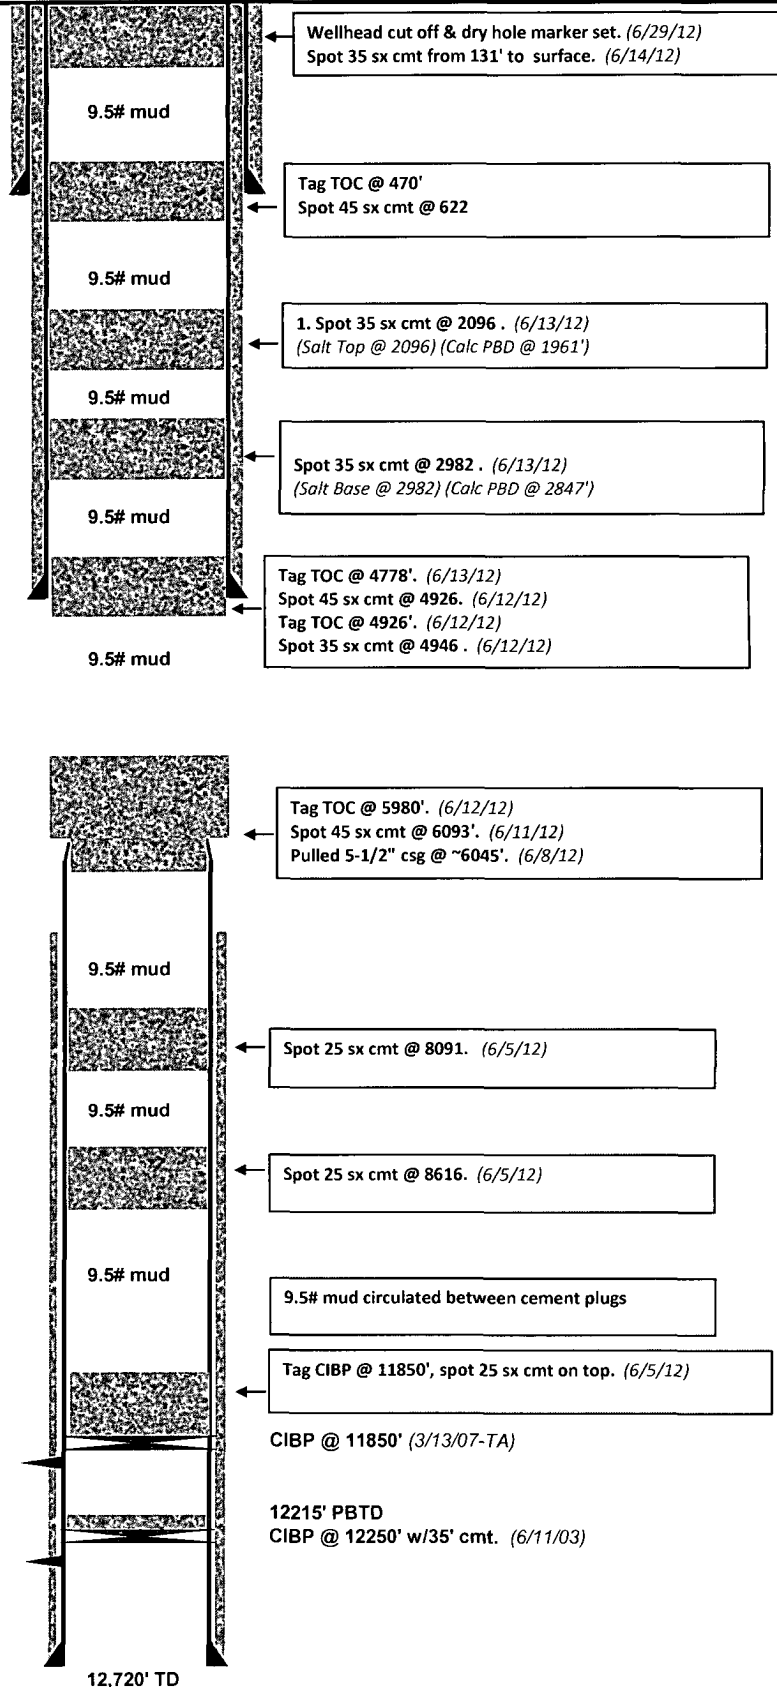 Wellhead cut off & dry hole marker set. (6/29/12)
Spot 35 sx cmt from 131' to surface. (6/14/12)
9.5# mud
Tag TOC @ 470'
Spot 45 sx cmt @ 622
9.5# mud
1. Spot 35 sx cmt @ 2096 . (6/13/12)
(Salt Top @ 2096) (Calc PBD @ 1961')
9.5# mud
Spot 35 sx cmt @ 2982 . (6/13/12)
(Salt Base @ 2982) (Calc PBD @ 2847')
9.5# mud
Tag TOC @ 4778'. (6/13/12)
Spot 45 sx cmt @ 4926. (6/12/12)
Tag TOC @ 4926'. (6/12/12)
Spot 35 sx cmt @ 4946 . (6/12/12)
9.5# mud
Tag TOC @ 5980'. (6/12/12)
Spot 45 sx cmt @ 6093'. (6/11/12)
Pulled 5-1/2" csg @ ~6045'. (6/8/12)
9.5# mud
Spot 25 sx cmt @ 8091. (6/5/12)
9.5# mud
Spot 25 sx cmt @ 8616. (6/5/12)
9.5# mud
9.5# mud circulated between cement plugs
Tag CIBP @ 11850', spot 25 sx cmt on top. (6/5/12)
CIBP @ 11850' (3/13/07-TA)
12215' PBTD
CIBP @ 12250' w/35' cmt. (6/11/03)
12,720' TD